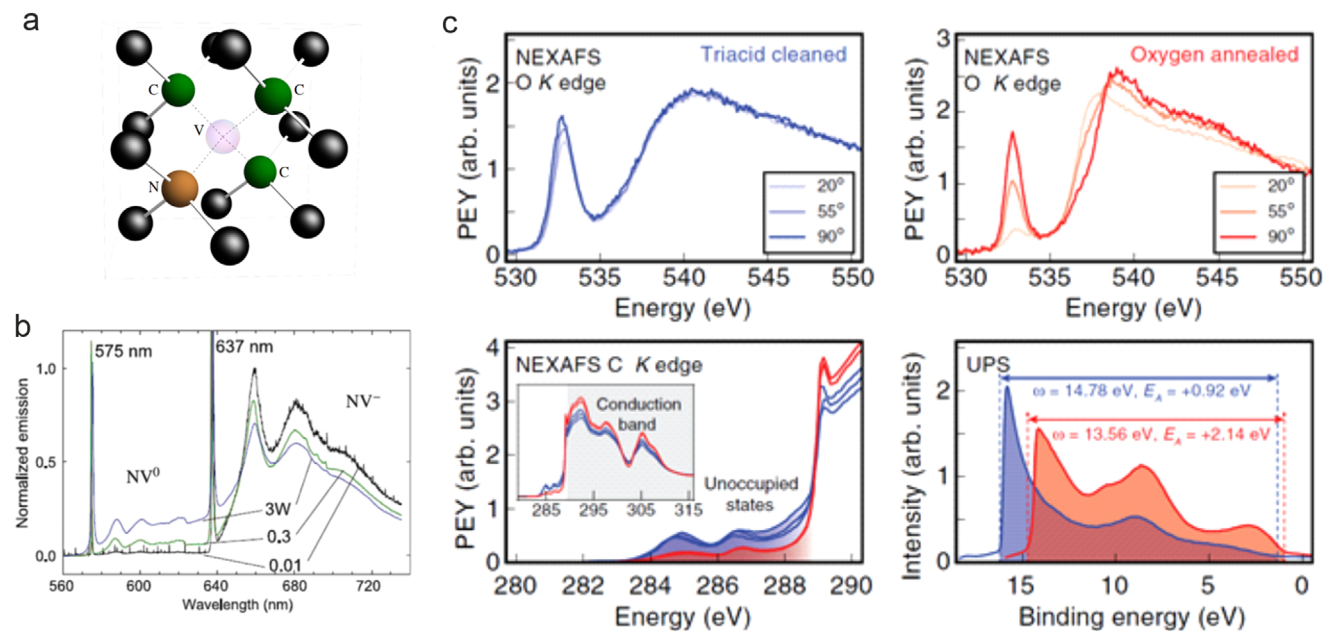 a
C
C
V
N
C
b
575 nm
637 nm
NV⁰
NV⁻
3W
0.3
0.01
Normalized emission
1.0
0.5
0.0
560
600
640
680
720
Wavelength (nm)
c
NEXAFS
O K edge
Triacid cleaned
PEY (arb. units)
2
1
0
20°
55°
90°
530
535
540
545
550
Energy (eV)
NEXAFS
O K edge
Oxygen annealed
PEY (arb. units)
3
2
1
0
20°
55°
90°
530
535
540
545
550
Energy (eV)
NEXAFS C K edge
PEY (arb. units)
4
3
2
1
0
Conduction
band
285
295
305
315
Unoccupied
states
280
282
284
286
288
290
Energy (eV)
UPS
ω = 14.78 eV, E_A = +0.92 eV
ω = 13.56 eV, E_A = +2.14 eV
Intensity (arb. units)
15
10
5
0
Binding energy (eV)